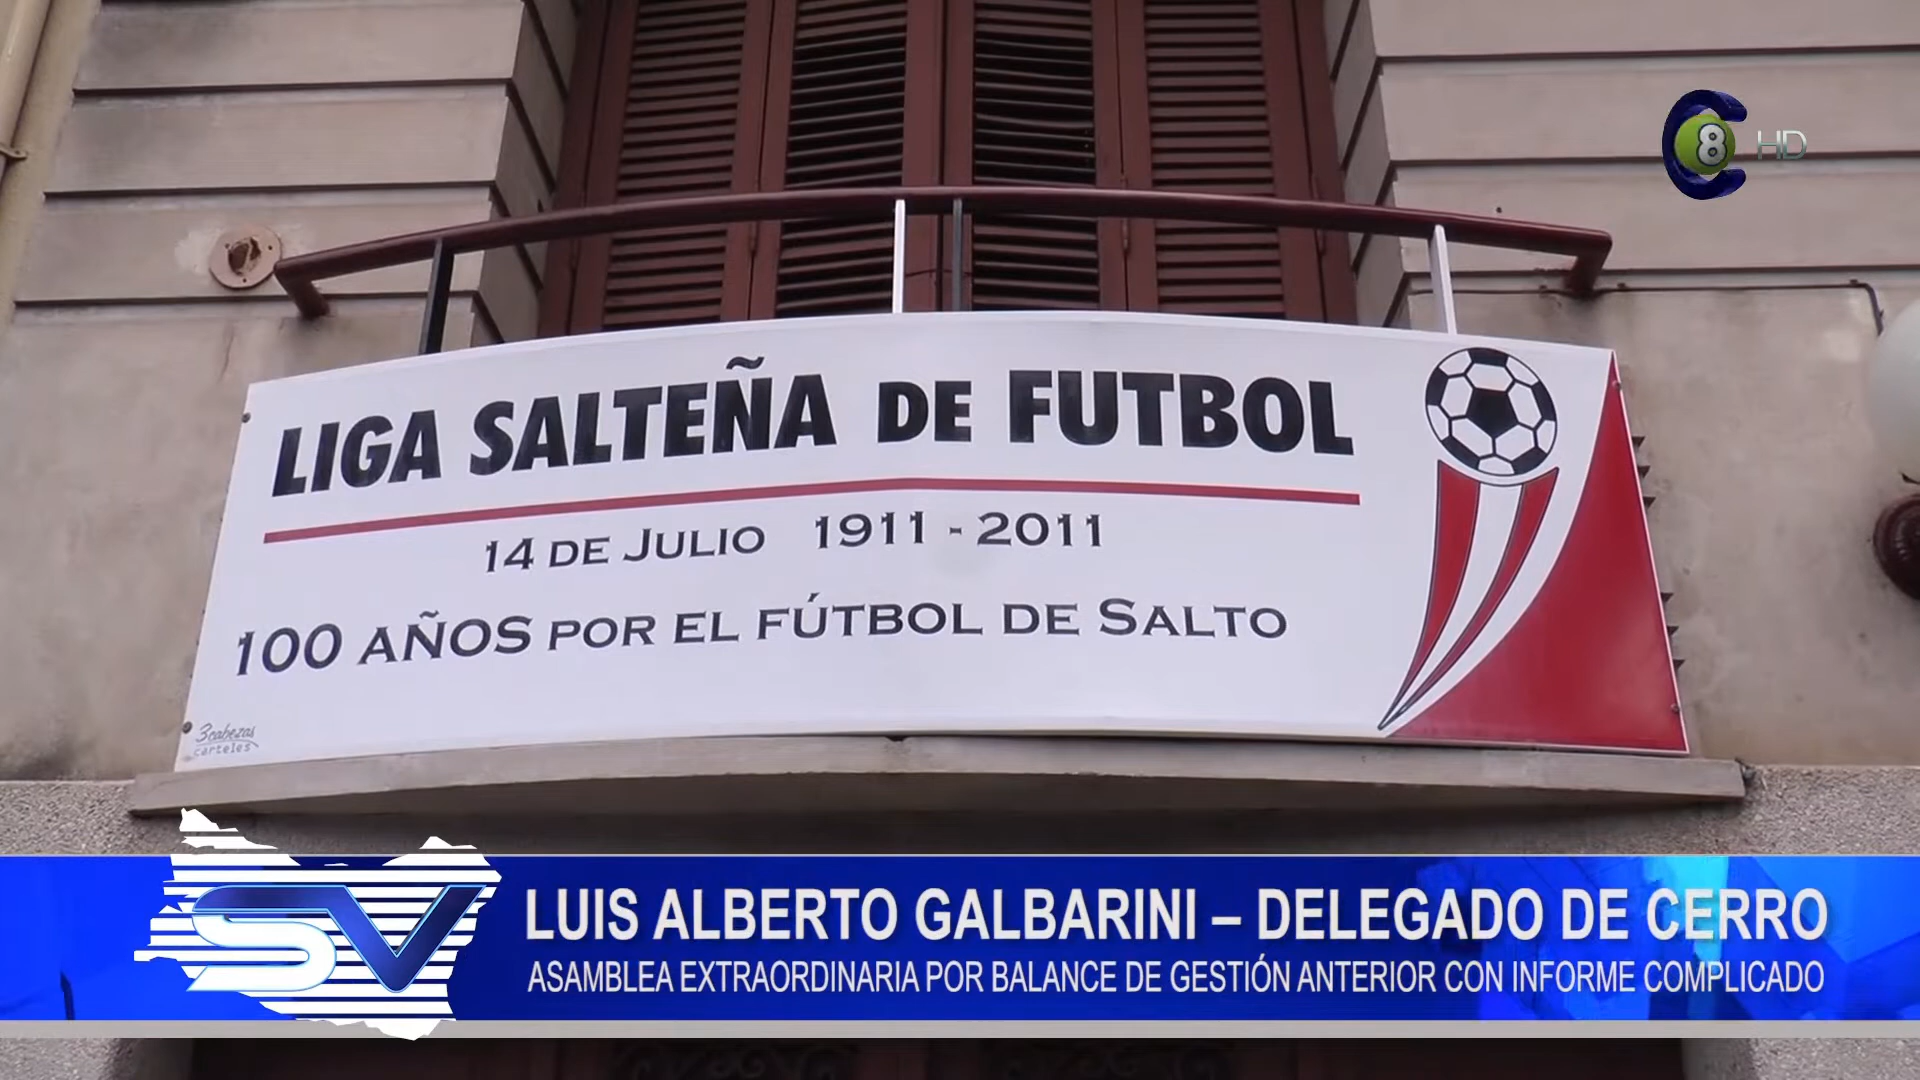 8 HD
LIGA SALTEÑA DE FUTBOL
14 DE JULIO 1911 - 2011
100 AÑOS POR EL FÚTBOL DE SALTO
3cabezas
carteles
SV
LUIS ALBERTO GALBARINI – DELEGADO DE CERRO
ASAMBLEA EXTRAORDINARIA POR BALANCE DE GESTIÓN ANTERIOR CON INFORME COMPLICADO